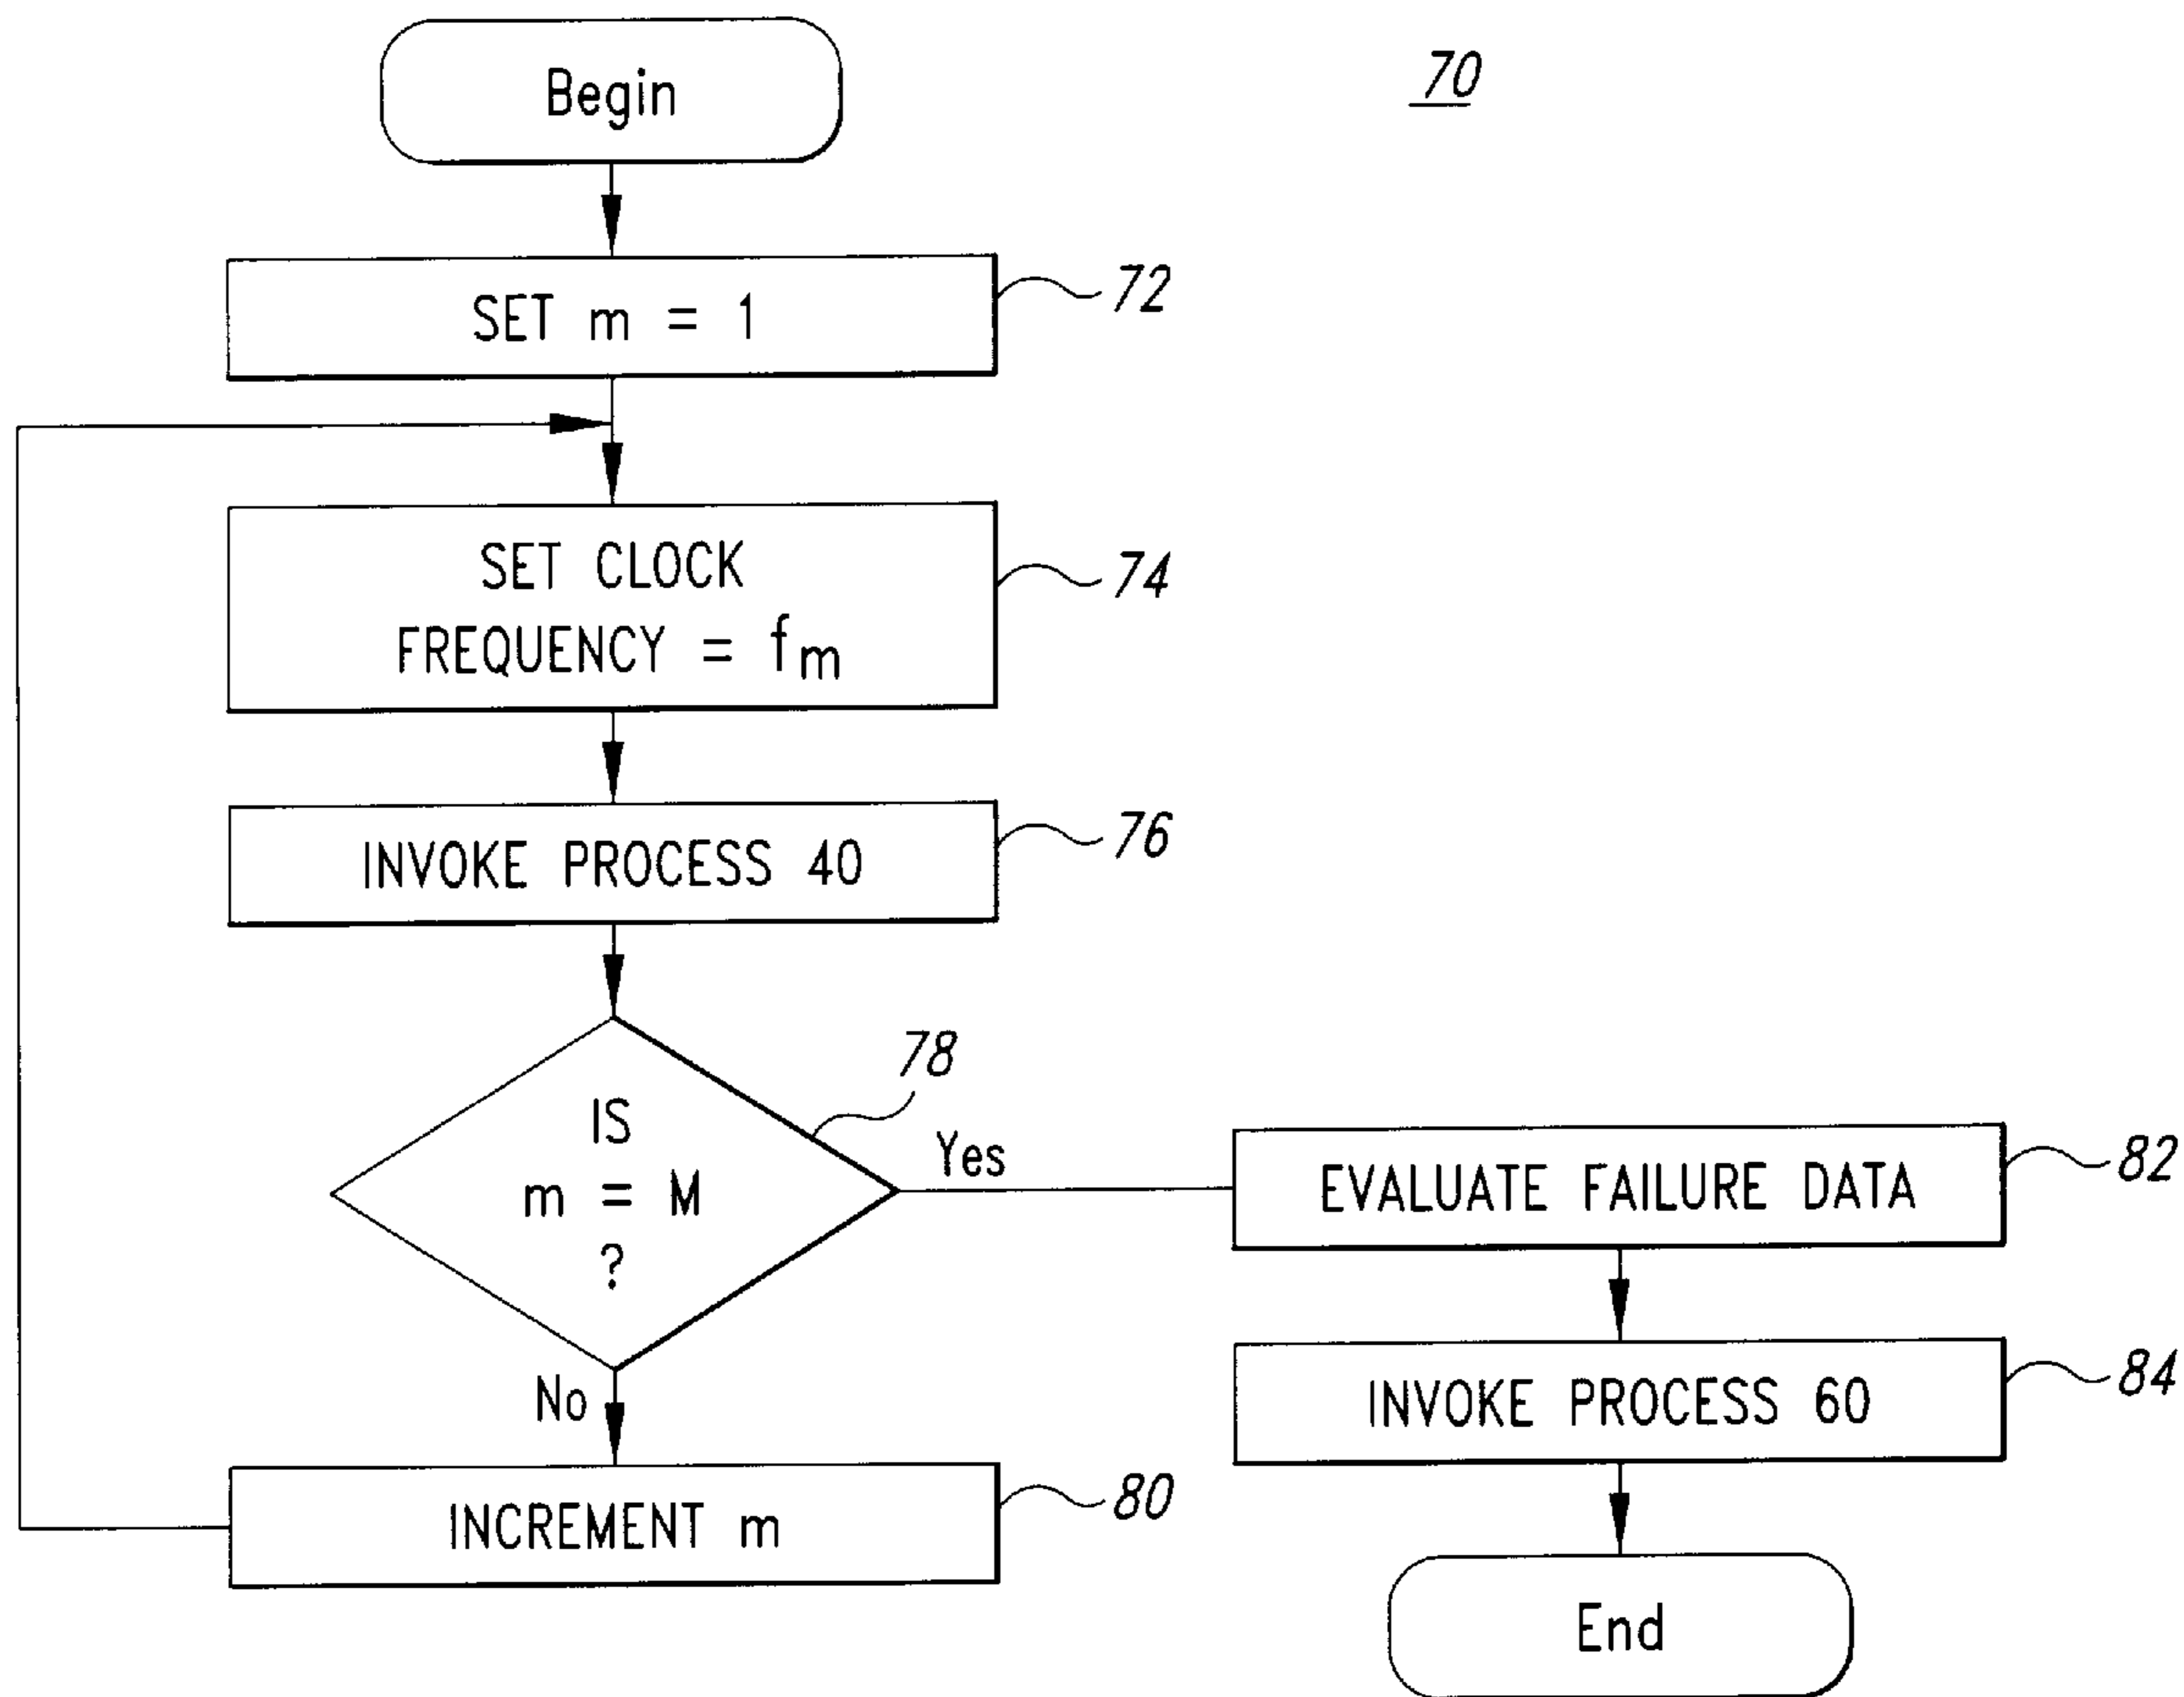 70
Begin
SET m = 1
72
SET CLOCK
FREQUENCY = fm
74
INVOKE PROCESS 40
76
IS
m = M
?
78
Yes
No
INCREMENT m
80
EVALUATE FAILURE DATA
82
INVOKE PROCESS 60
84
End